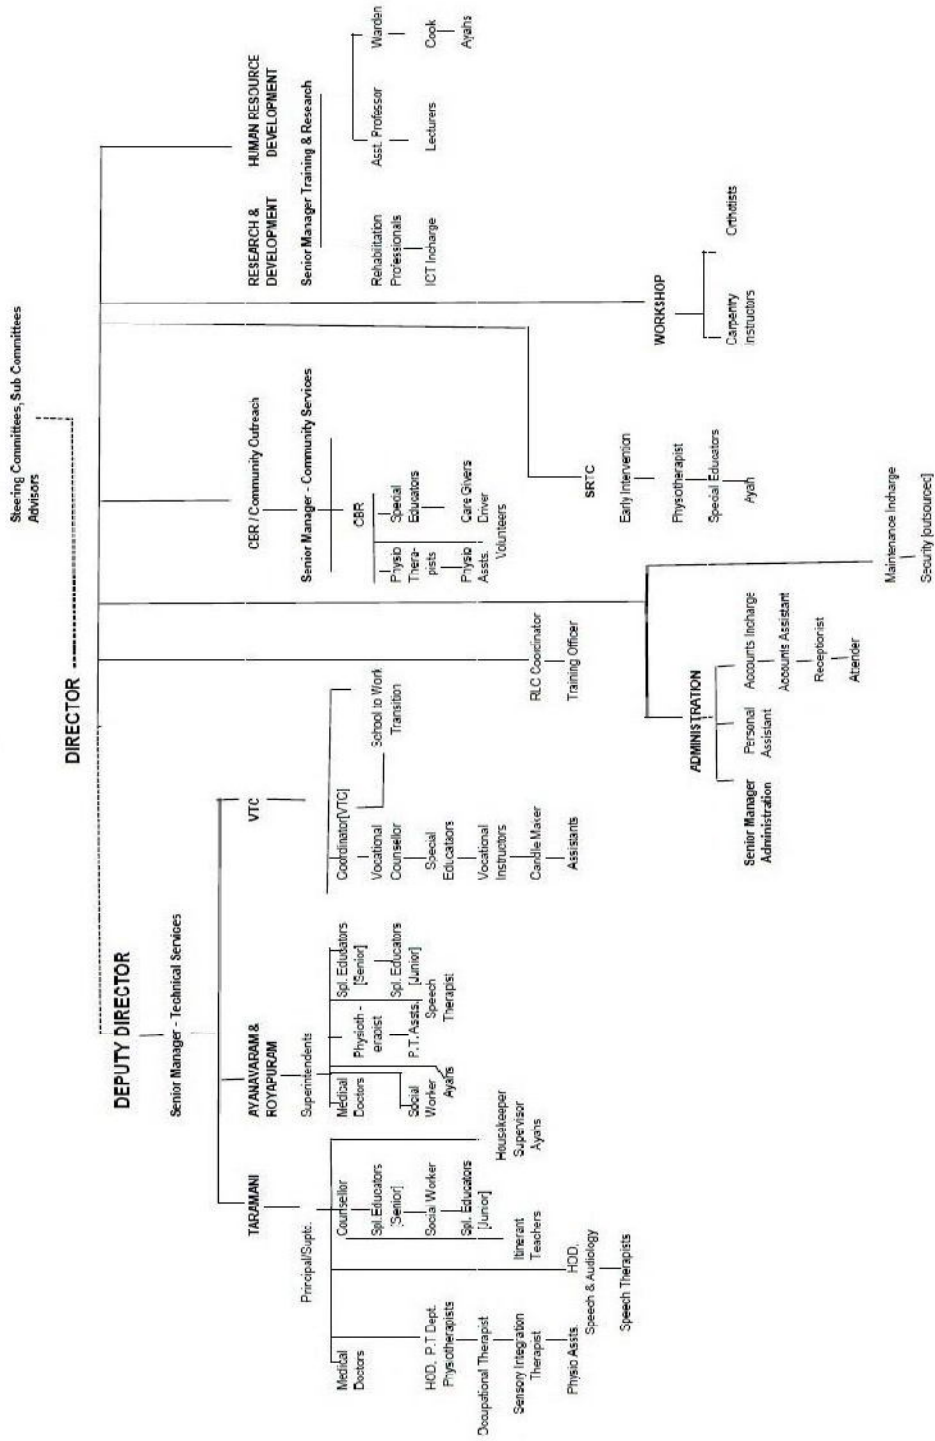 Steering Committees, Sub Committees
Advisors
DIRECTOR
DEPUTY DIRECTOR
Senior Manager - Technical Services
TARAMANI
Principal/Suptc.
Medical
Doctors
HOD, P.T Dept.
Physiotherapists
Occupational Therapist
Sensory Integration
Therapist
Physio Assts.
HOD,
Speech & Audiology
Speech Therapists
Counsellor
Spl.Educators
[Senior]
Social Worker
Spl. Educators
[Junior]
Itinerant
Teachers
Housekeeper
Supervisor
Ayahs
AYANAVARAM &
ROYAPURAM
Superintendents
Medical
Doctors
Social
Worker
Ayahs
Physioth -
erapist
P.T. Assts.
Spl. Educators
[Senior]
Spl. Educators
[Junior]
Speech
Therapist
VTC
Coordinator[VTC]
Vocational
Counsellor
Special
Educataors
Vocational
Instructors
Candle Maker
Assistants
School to Work
Transition
RLC Coordinator
Training Officer
ADMINISTRATION
Senior Manager
Administration
Personal
Assistant
Accounts Incharge
Accounts Assistant
Receptionist
Attender
Maintenance Incharge
Security [outsourced]
CBR / Community Outreach
Senior Manager - Community Services
CBR
Physio
Thera-
pists
Physio
Assts.
Special
Educators
Care Givers
Driver
Volunteers
SRTC
Early Intervention
Physotherapist
Special Educators
Ayah
WORKSHOP
Carpentry
Instructors
Orthotists
RESEARCH &
DEVELOPMENT
HUMAN RESOURCE
DEVELOPMENT
Senior Manager Training & Research
Rehabilitation
Professionals
ICT Incharge
Asst. Professor
Lecturers
Warden
Cook
Ayahs